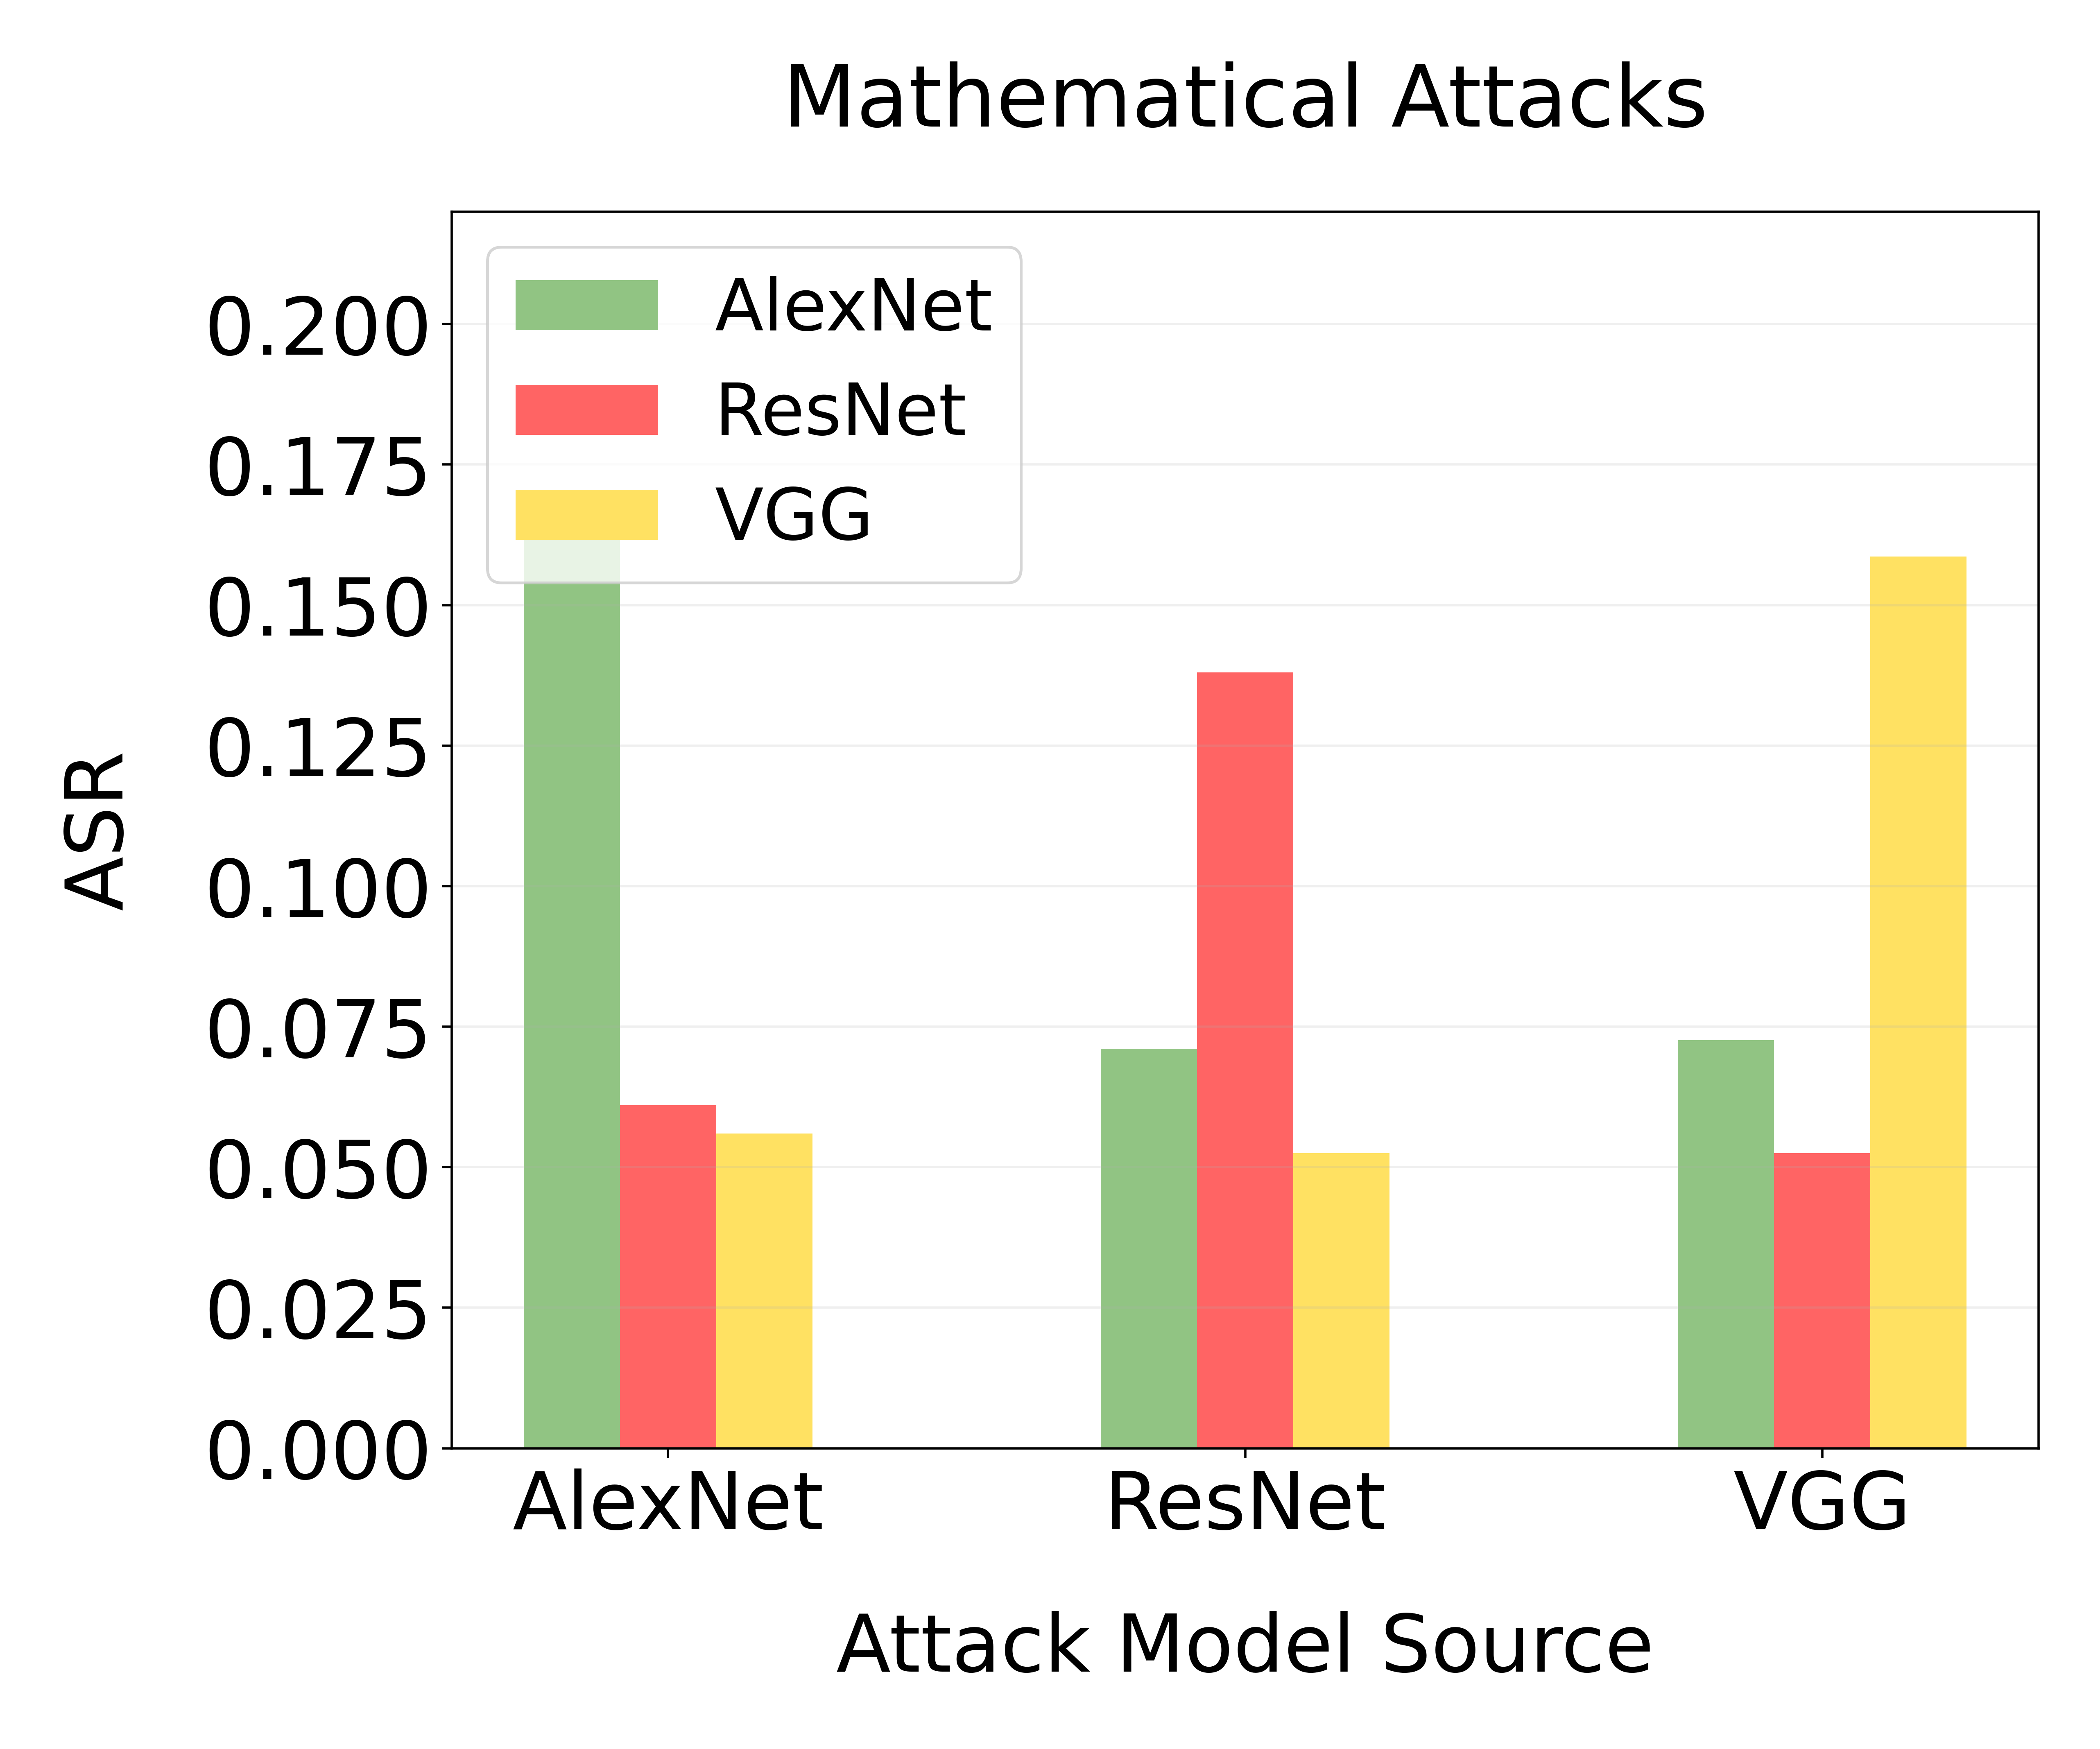 Mathematical Attacks
AlexNet
ResNet
VGG
0.200
0.175
0.150
0.125
0.100
0.075
0.050
0.025
0.000
ASR
AlexNet
ResNet
VGG
Attack Model Source